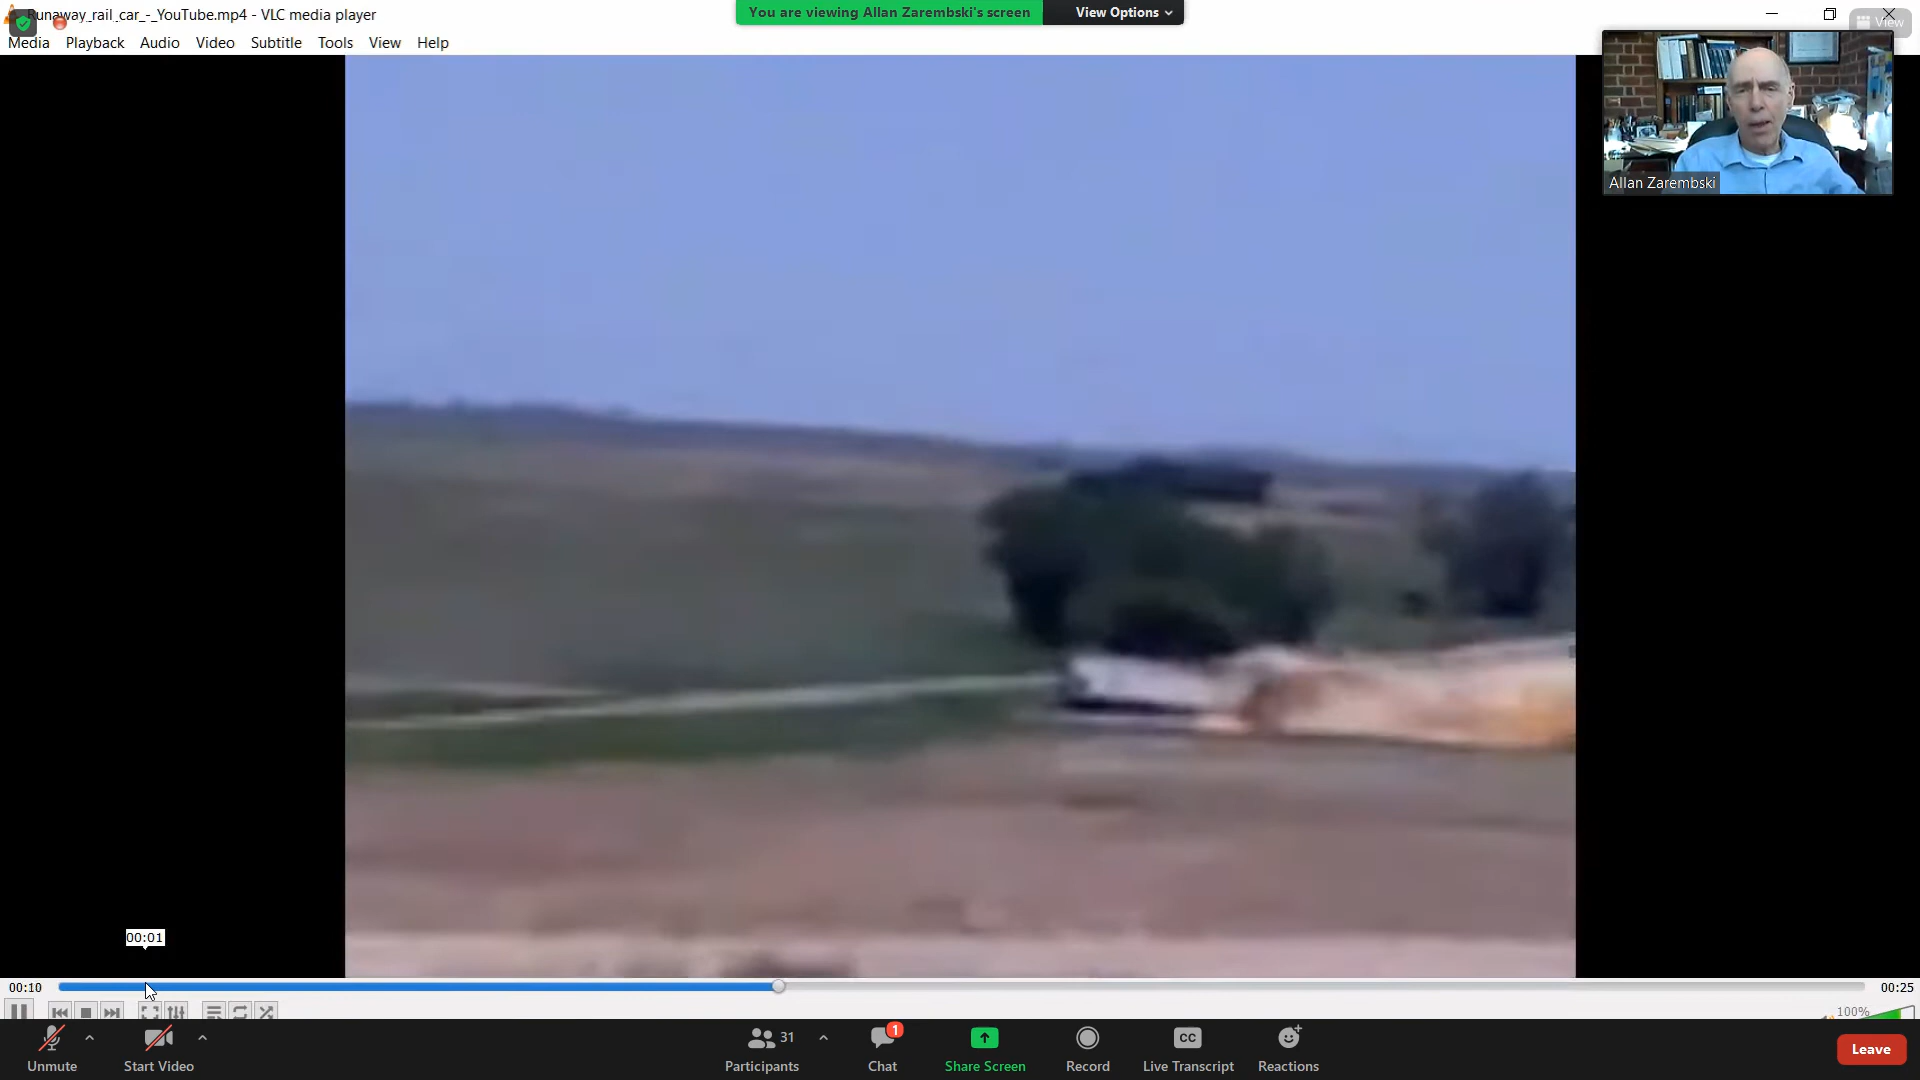 Runaway_rail_car_-_YouTube.mp4 - VLC media player
You are viewing Allan Zarembski's screen
View Options
View
Media Playback Audio Video Subtitle Tools View Help
Allan Zarembski
00:01
00:10
00:25
100%
31
1
Unmute
Start Video
Participants
Chat
Share Screen
Record
CC
Live Transcript
Reactions
Leave